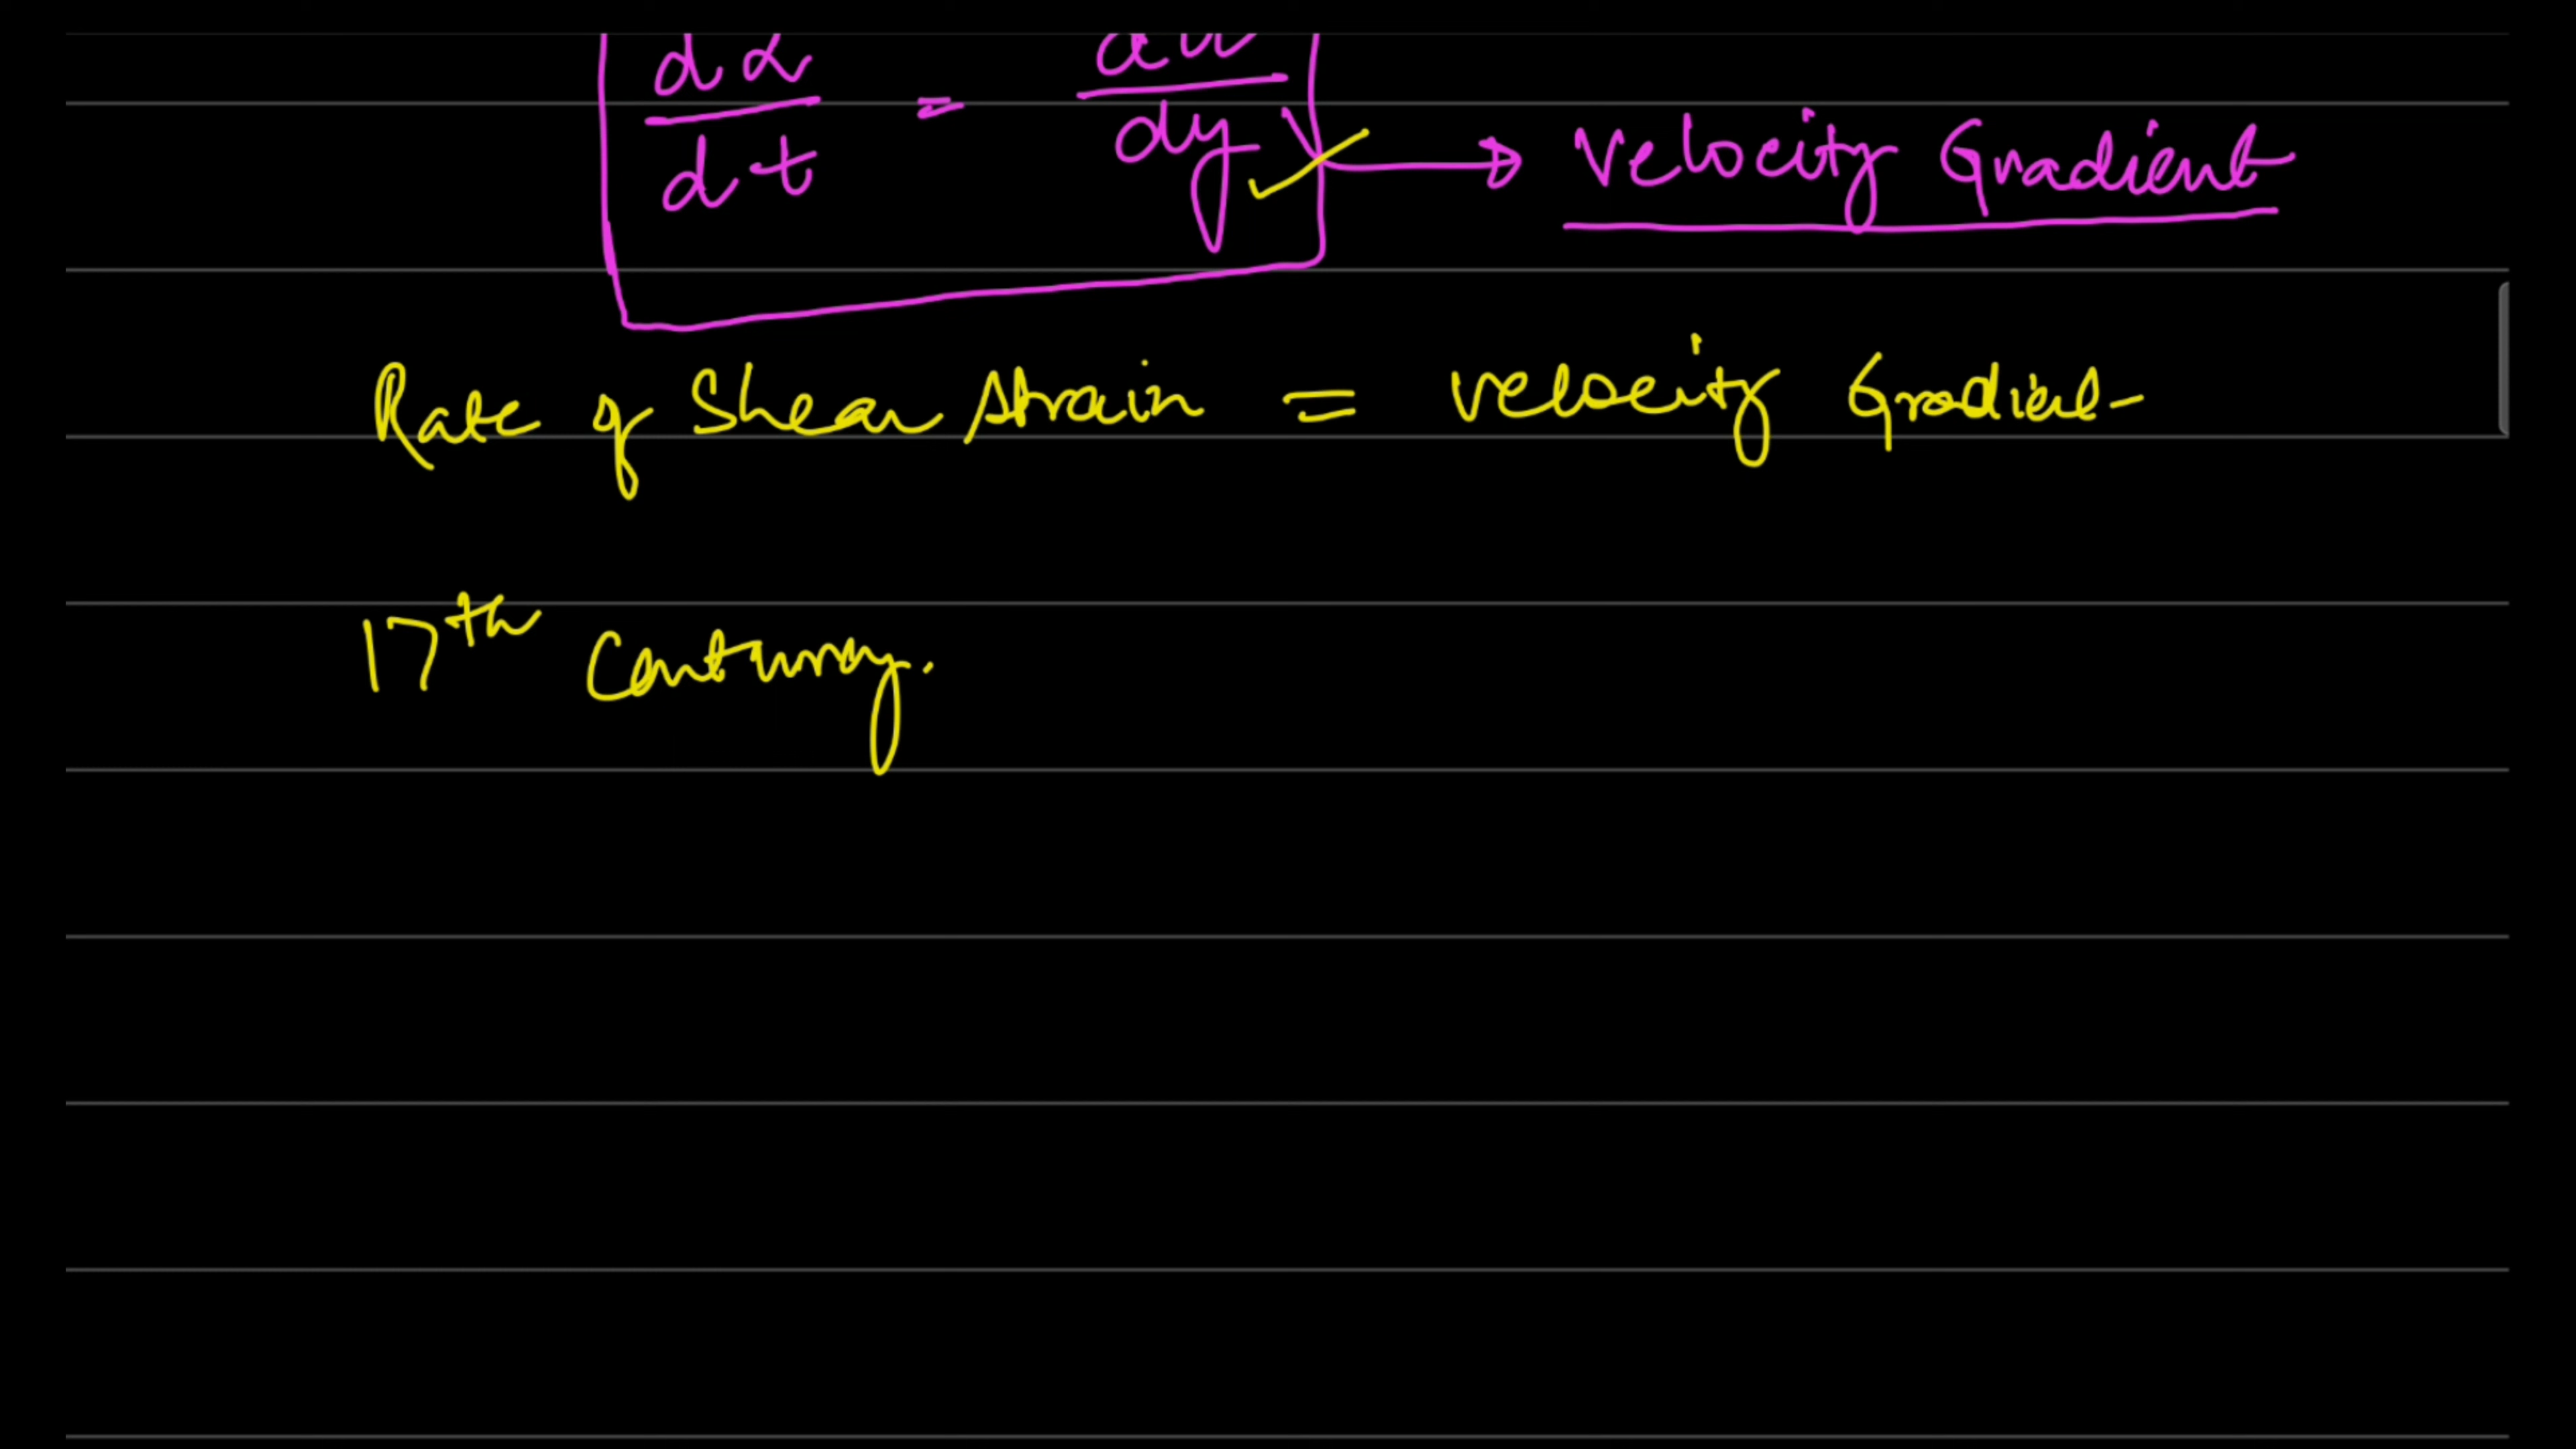 dα/dt = du/dy → Velocity Gradient
Rate of Shear strain = velocity Gradient
17th Century.